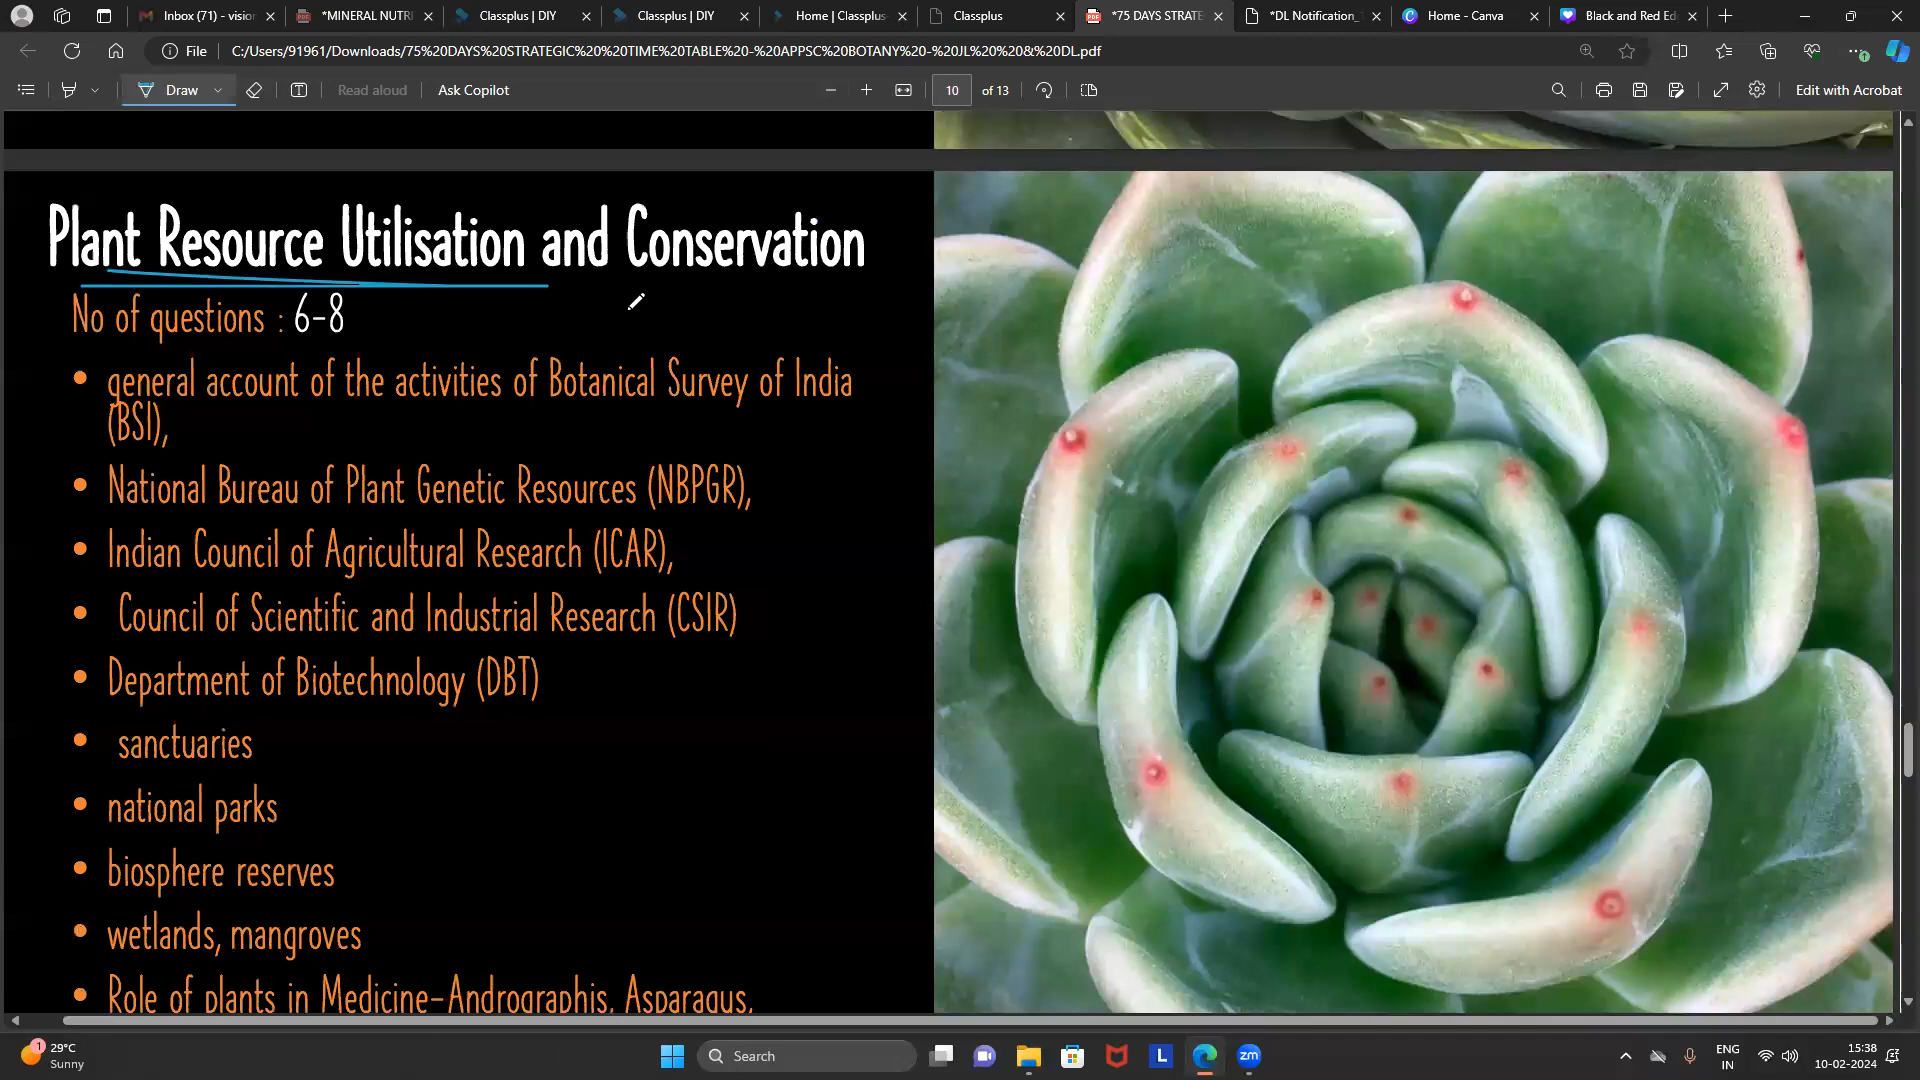 Inbox (71) - vision
*MINERAL NUTRI
Classplus | DIY
Classplus | DIY
Home | Classplus
Classplus
*75 DAYS STRATE
*DL Notification_
Home - Canva
Black and Red Ed
File
C:/Users/91961/Downloads/75%20DAYS%20STRATEGIC%20%20TIME%20TABLE%20-%20APPSC%20BOTANY%20-%20JL%20%20&%20DL.pdf
Draw
Read aloud
Ask Copilot
10 of 13
Edit with Acrobat
Plant Resource Utilisation and Conservation
No of questions : 6-8
• general account of the activities of Botanical Survey of India
(BSI),
• National Bureau of Plant Genetic Resources (NBPGR),
• Indian Council of Agricultural Research (ICAR),
• Council of Scientific and Industrial Research (CSIR)
• Department of Biotechnology (DBT)
• sanctuaries
• national parks
• biosphere reserves
• wetlands, mangroves
• Role of plants in Medicine-Andrographis, Asparagus,
1
29°C
Sunny
Search
L
zm
ENG
IN
15:38
10-02-2024